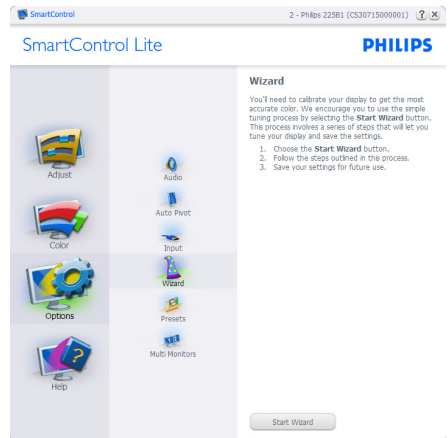 SmartControl
2 - Philips 225B1 (CS30715000001)
SmartControl Lite
PHILIPS
Adjust
Color
Options
Help
Audio
Auto Pivot
Input
Wizard
Presets
Multi Monitors
Wizard
You'll need to calibrate your display to get the most
accurate color. We encourage you to use the simple
tuning process by selecting the Start Wizard button.
This process involves a series of steps that will let you
tune your display and save the settings.
1. Choose the Start Wizard button.
2. Follow the steps outlined in this process.
3. Save your settings for future use.
Start Wizard